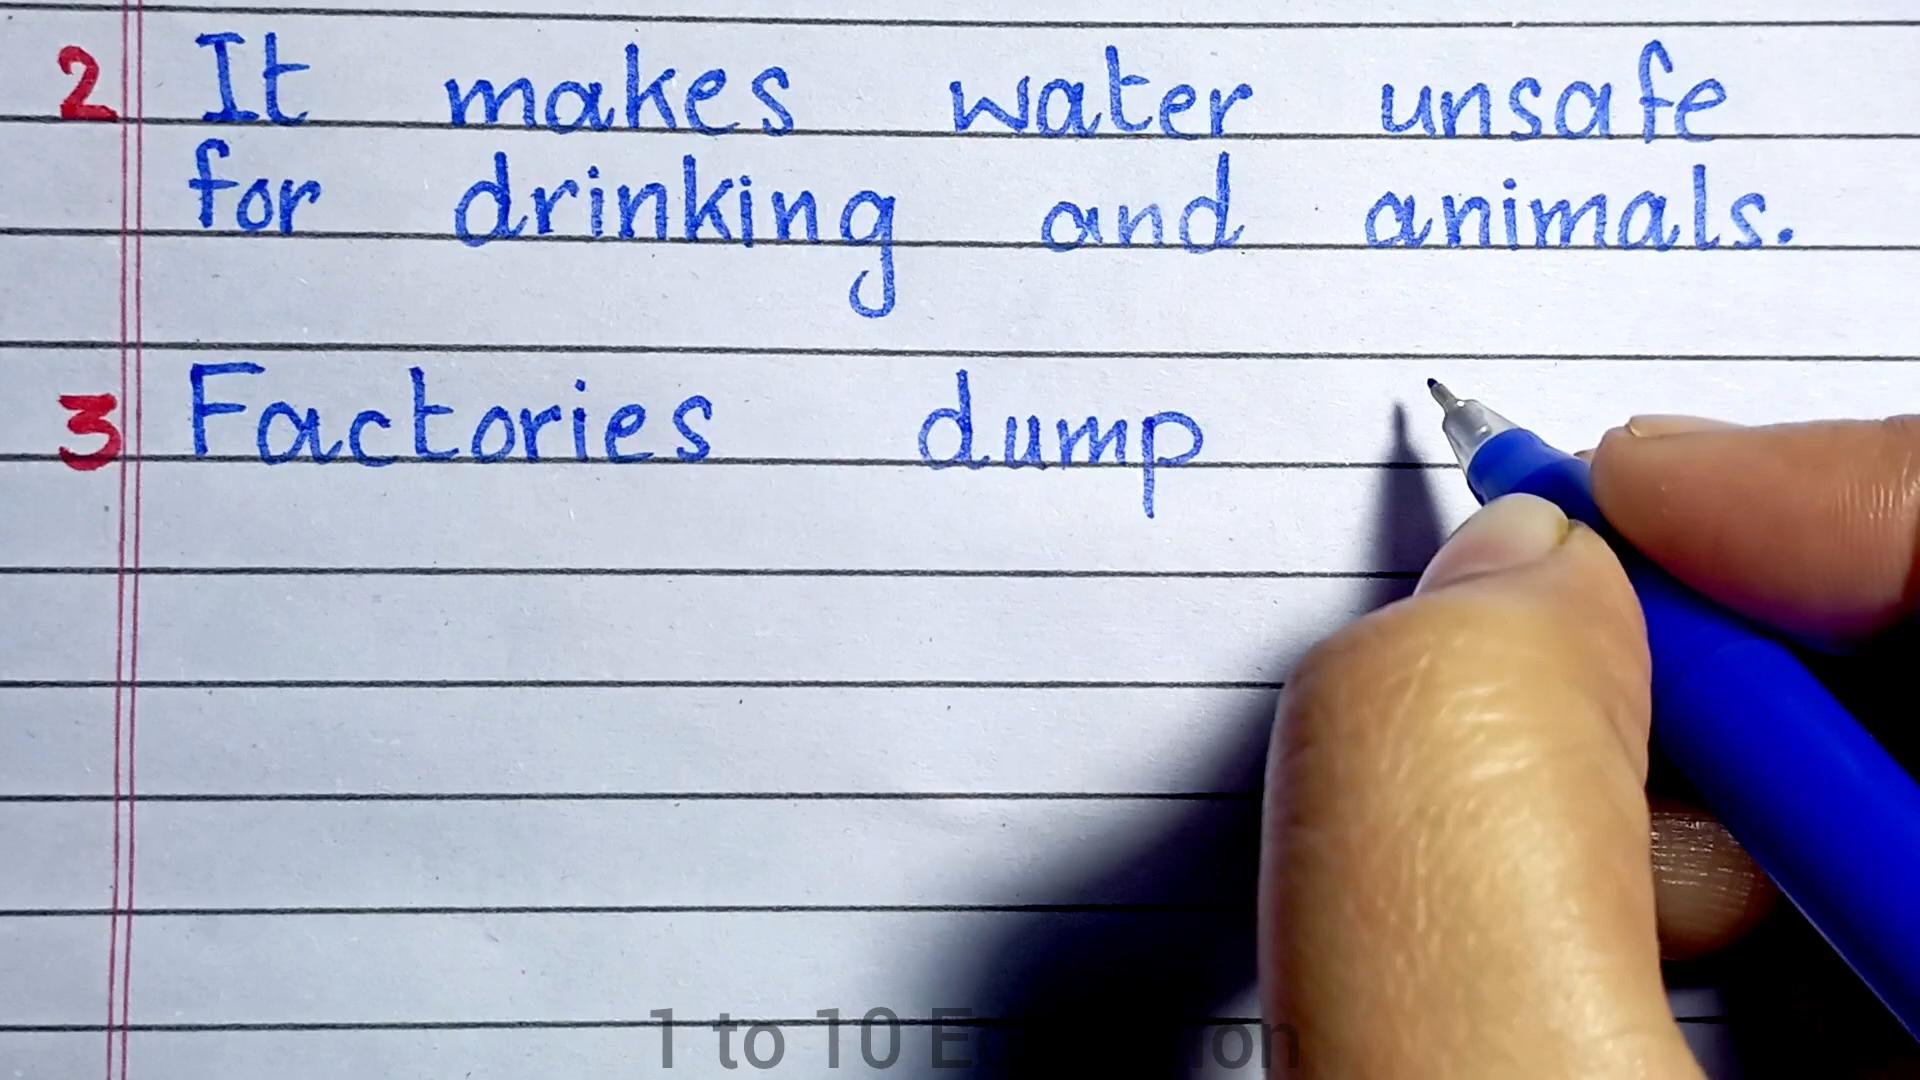 2 It makes water unsafe
for drinking and animals.
3 Factories dump
1 to 10 E